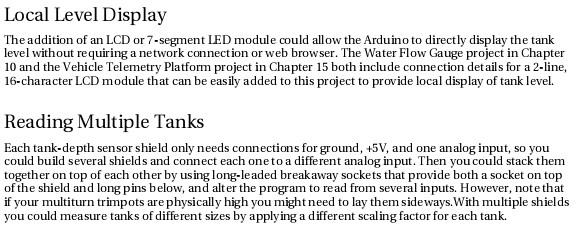 Local Level Display
The addition of an LCD or 7-segment LED module could allow the Arduino to directly display the tank
level without requiring a network connection or web browser. The Water Flow Gauge project in Chapter
10 and the Vehicle Telemetry Platform project in Chapter 15 both include connection details for a 2-line,
16-character LCD module that can be easily added to this project to provide local display of tank level.
Reading Multiple Tanks
Each tank-depth sensor shield only needs connections for ground, +5V, and one analog input, so you
could build several shields and connect each one to a different analog input. Then you could stack them
together on top of each other by using long-leaded breakaway sockets that provide both a socket on top
of the shield and long pins below, and alter the program to read from several inputs. However, note that
if your multiturn trimpots are physically high you might need to lay them sideways.With multiple shields
you could measure tanks of different sizes by applying a different scaling factor for each tank.